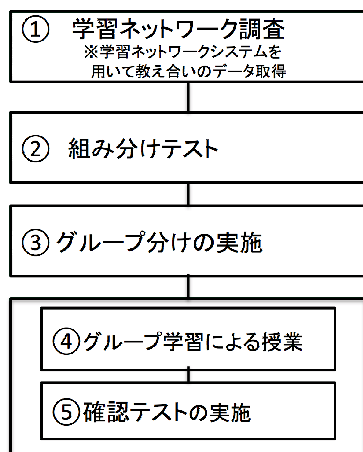 ① 学習ネットワーク調査
※学習ネットワークシステムを
用いて教え合いのデータ取得
② 組み分けテスト
③グループ分けの実施
④グループ学習による授業
⑤確認テストの実施